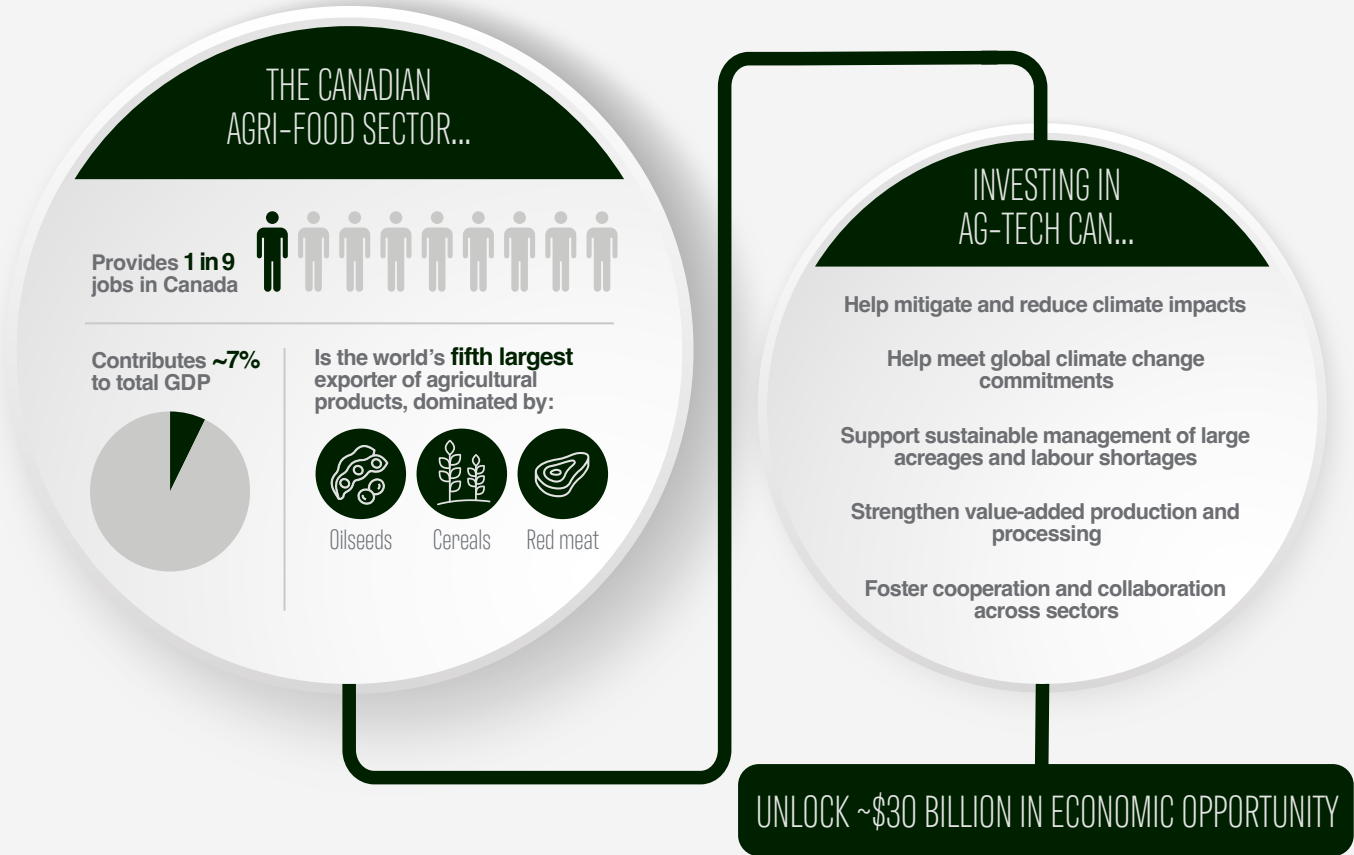 THE CANADIAN
AGRI-FOOD SECTOR...
Provides 1 in 9
jobs in Canada
Contributes ~7%
to total GDP
Is the world's fifth largest
exporter of agricultural
products, dominated by:
Oilseeds
Cereals
Red meat
INVESTING IN
AG-TECH CAN...
Help mitigate and reduce climate impacts
Help meet global climate change
commitments
Support sustainable management of large
acreages and labour shortages
Strengthen value-added production and
processing
Foster cooperation and collaboration
across sectors
UNLOCK ~$30 BILLION IN ECONOMIC OPPORTUNITY